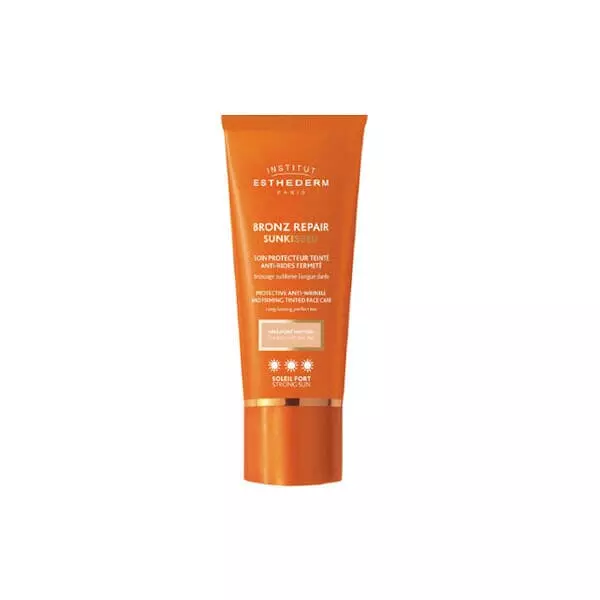 INSTITUT
ESTHEDERM
PARIS
BRONZ REPAIR
SUNKISSED
SOIN PROTECTEUR TEINTÉ
ANTI-RIDES FERMETÉ
Bronzage sublime longue durée
PROTECTIVE ANTI-WRINKLE
AND FIRMING TINTED FACE CARE
Long lasting perfect tan
SOLEIL FORT
STRONG SUN